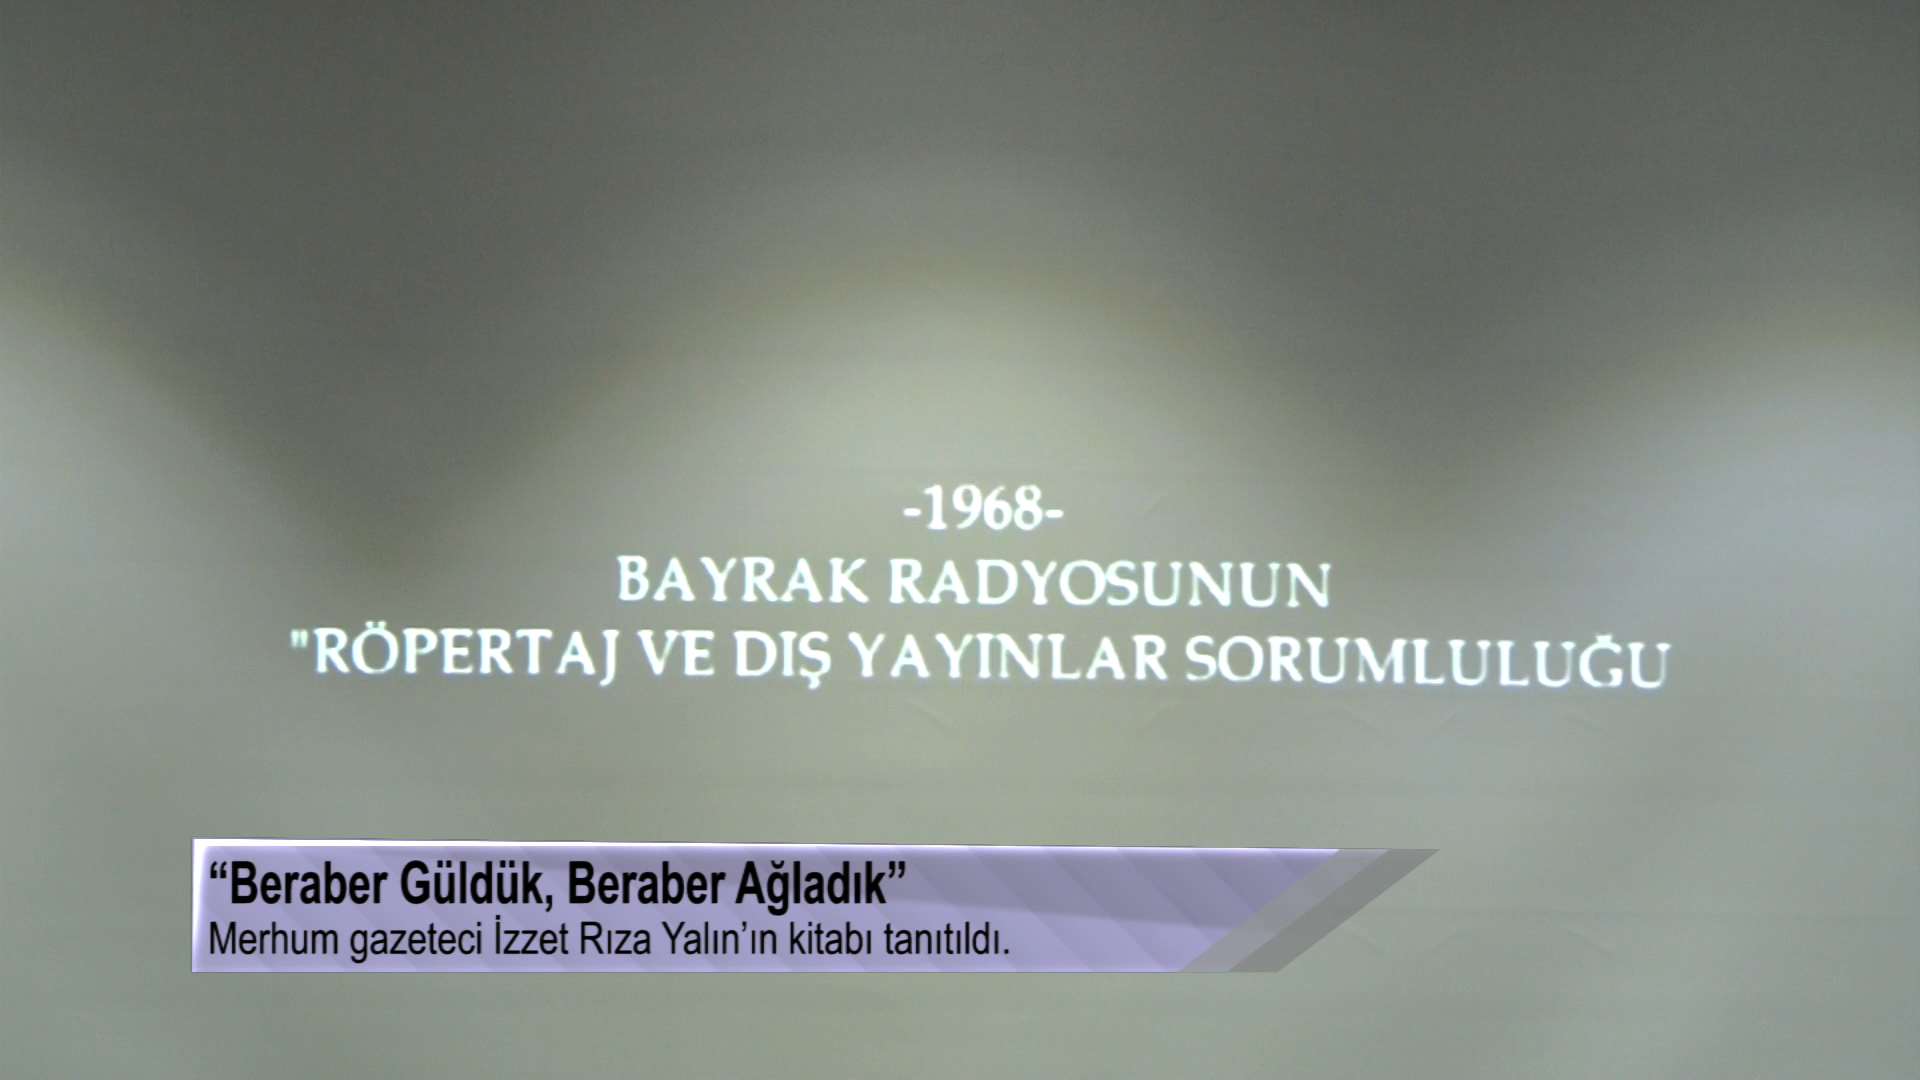 -1968-
BAYRAK RADYOSUNUN
"RÖPERTAJ VE DIŞ YAYINLAR SORUMLULUĞU
“Beraber Güldük, Beraber Ağladık”
Merhum gazeteci İzzet Rıza Yalın’ın kitabı tanıtıldı.